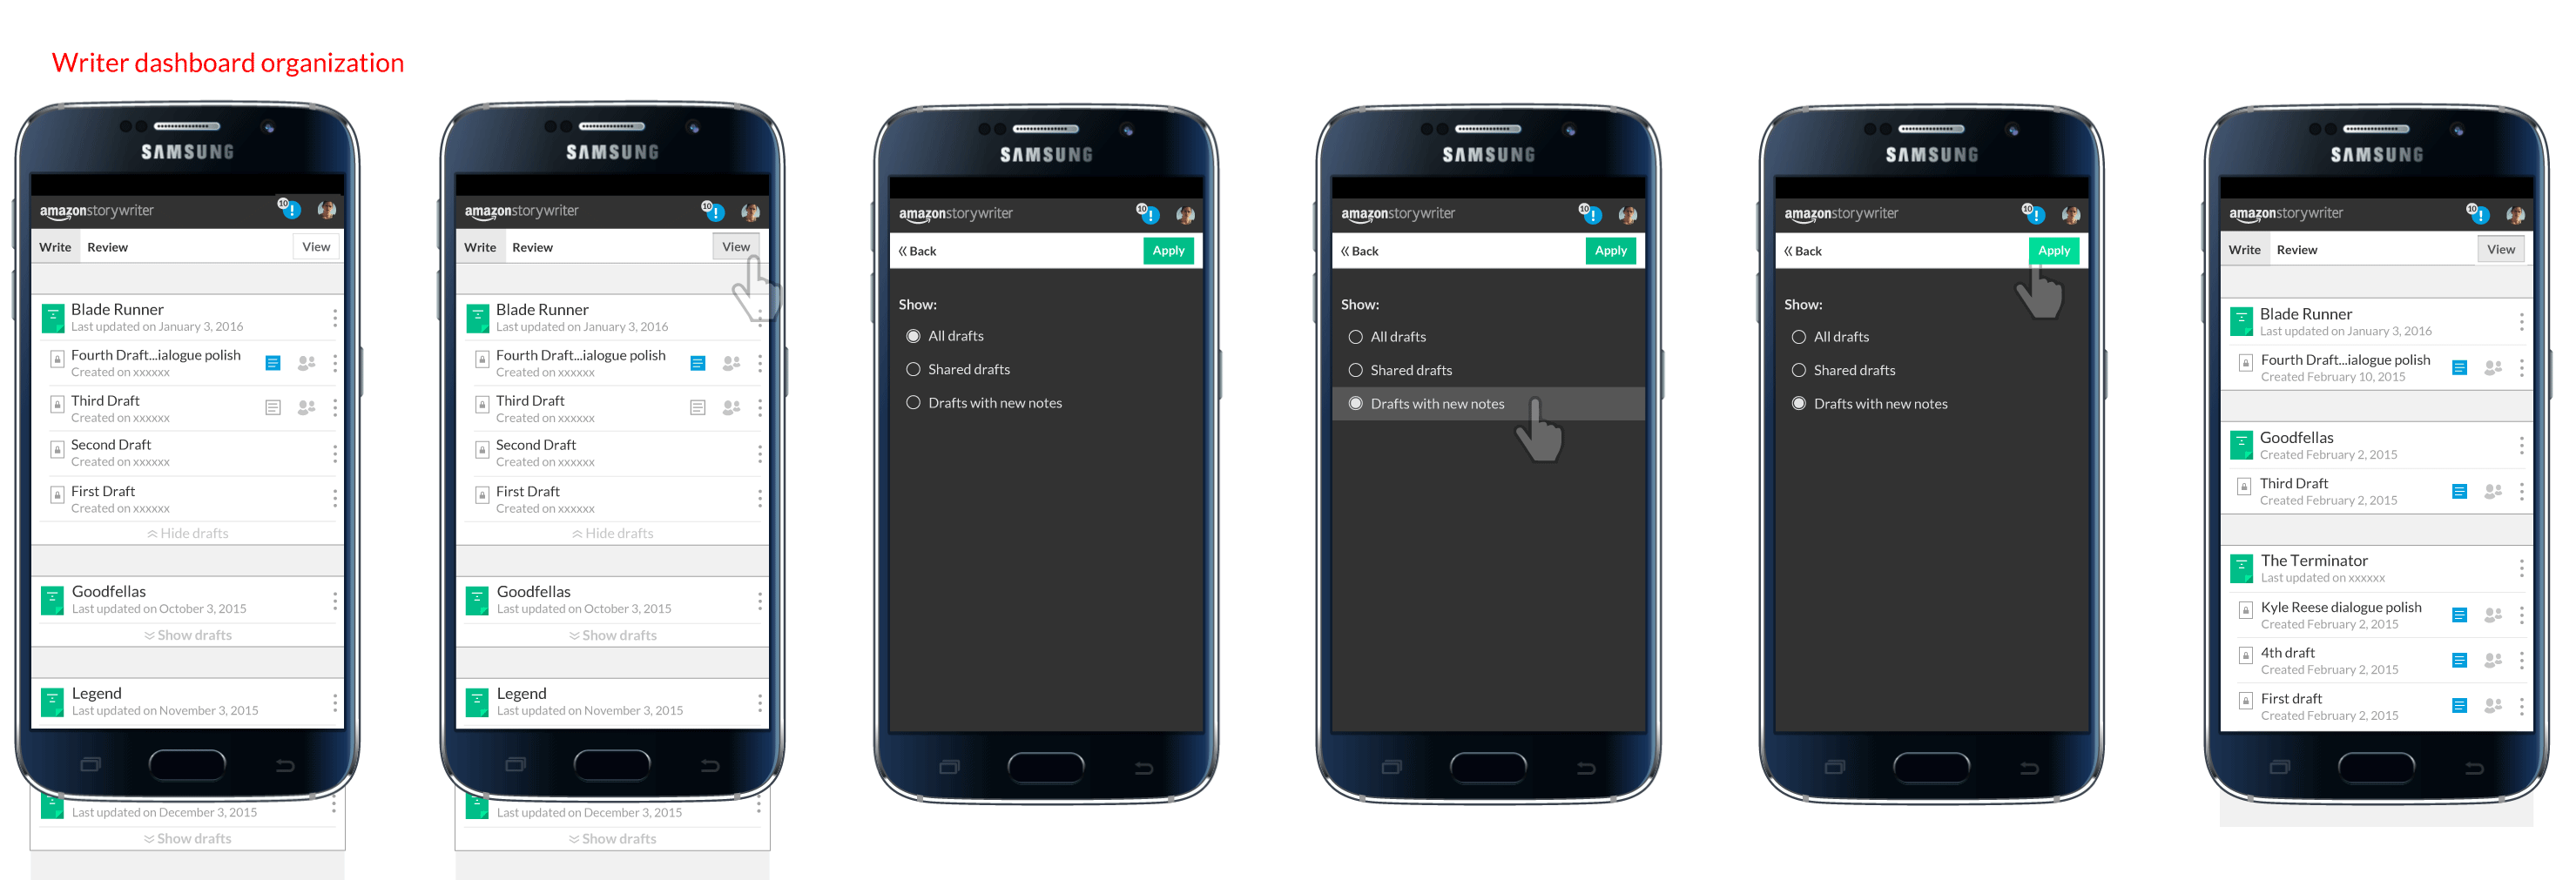 Writer dashboard organization
SAMSUNG
amazonstorywriter
10
!
Write
Review
View
Blade Runner
Last updated on January 3, 2016
Fourth Draft...ialogue polish
Created on xxxxxx
Third Draft
Created on xxxxxx
Second Draft
Created on xxxxxx
First Draft
Created on xxxxxx
Hide drafts
Goodfellas
Last updated on October 3, 2015
Show drafts
Legend
Last updated on November 3, 2015
Last updated on December 3, 2015
Show drafts
SAMSUNG
amazonstorywriter
10
!
Write
Review
View
Blade Runner
Last updated on January 3, 2016
Fourth Draft...ialogue polish
Created on xxxxxx
Third Draft
Created on xxxxxx
Second Draft
Created on xxxxxx
First Draft
Created on xxxxxx
Hide drafts
Goodfellas
Last updated on October 3, 2015
Show drafts
Legend
Last updated on November 3, 2015
Last updated on December 3, 2015
Show drafts
SAMSUNG
amazonstorywriter
10
!
Back
Apply
Show:
All drafts
Shared drafts
Drafts with new notes
SAMSUNG
amazonstorywriter
10
!
Back
Apply
Show:
All drafts
Shared drafts
Drafts with new notes
SAMSUNG
amazonstorywriter
10
!
Back
Apply
Show:
All drafts
Shared drafts
Drafts with new notes
SAMSUNG
amazonstorywriter
10
!
Write
Review
View
Blade Runner
Last updated on January 3, 2016
Fourth Draft...ialogue polish
Created February 10, 2015
Goodfellas
Created February 2, 2015
Third Draft
Created February 2, 2015
The Terminator
Last updated on xxxxxx
Kyle Reese dialogue polish
Created February 2, 2015
4th draft
Created February 2, 2015
First draft
Created February 2, 2015